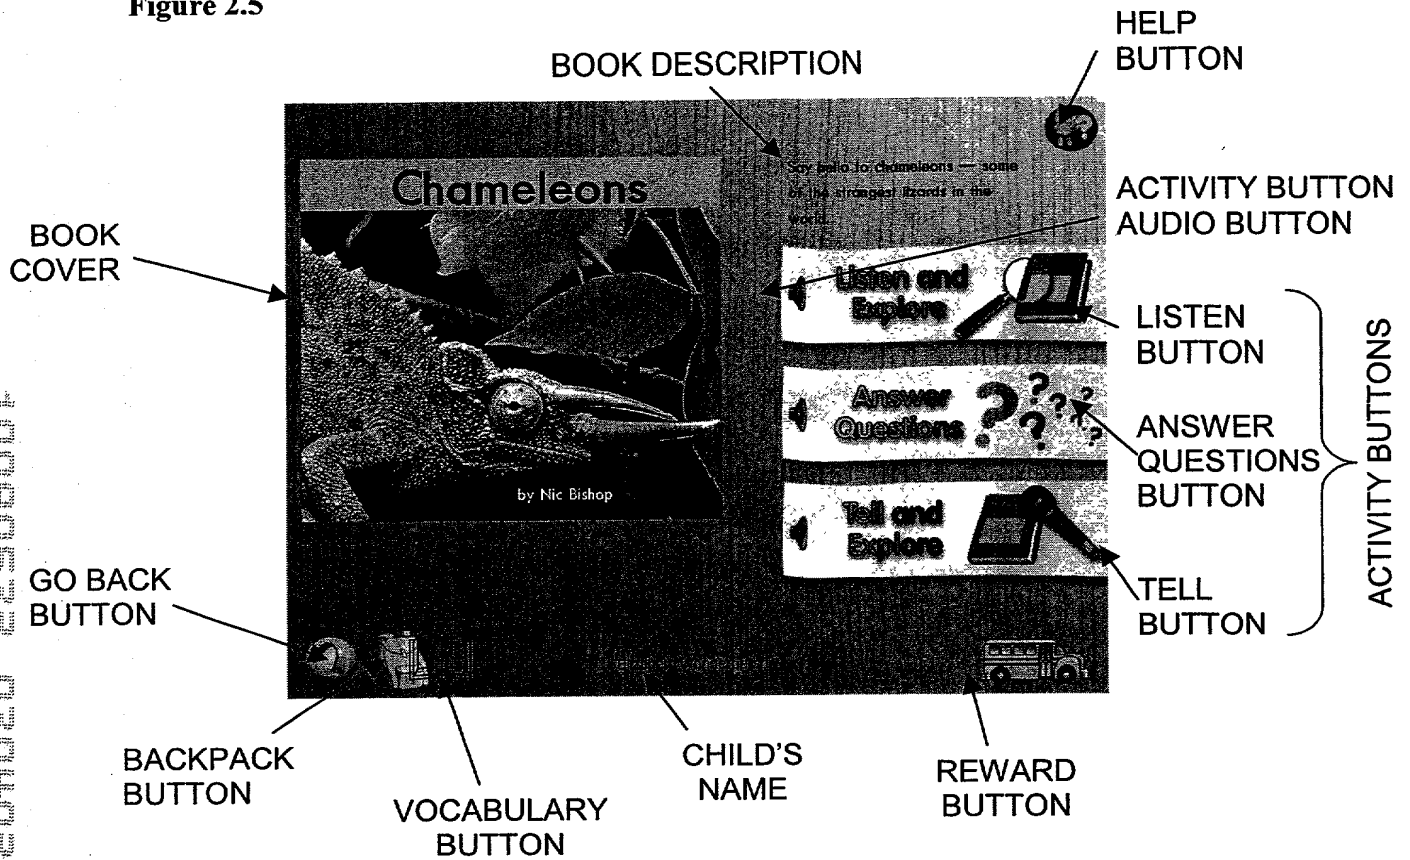 Figure 2.5
HELP
BUTTON
BOOK DESCRIPTION
Say hello to chameleons — some
of the strangest lizards in the
world.
Chameleons
ACTIVITY BUTTON
AUDIO BUTTON
BOOK
COVER
Listen and
Explore
LISTEN
BUTTON
Answer
Questions
ANSWER
QUESTIONS
BUTTON
ACTIVITY BUTTONS
by Nic Bishop
Tell and
Explore
GO BACK
BUTTON
TELL
BUTTON
BACKPACK
BUTTON
VOCABULARY
BUTTON
CHILD'S
NAME
REWARD
BUTTON